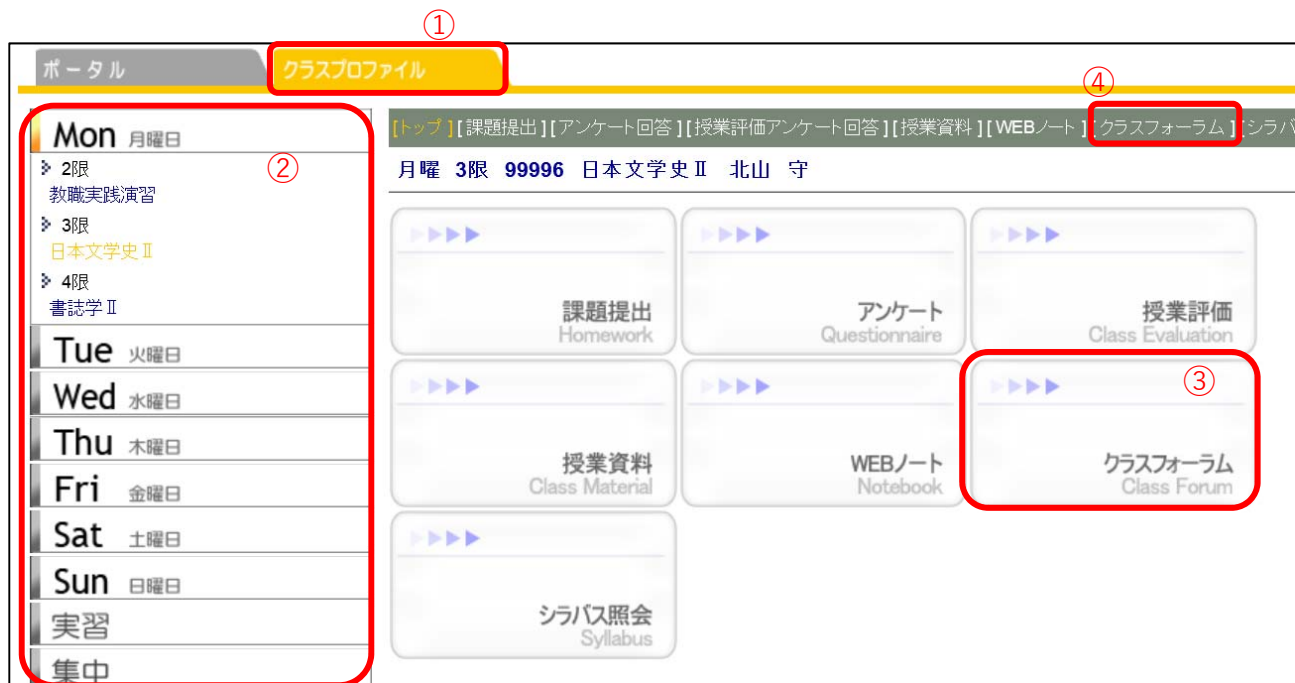 ①
ポータル
クラスプロファイル
④
Mon 月曜日
②
2限
教職実践演習
3限
日本文学史Ⅱ
4限
書誌学Ⅱ
Tue 火曜日
Wed 水曜日
Thu 木曜日
Fri 金曜日
Sat 土曜日
Sun 日曜日
実習
集中
[トップ][課題提出][アンケート回答][授業評価アンケート回答][授業資料][WEBノート][クラスフォーラム][シラバ
月曜 3限 99996 日本文学史Ⅱ 北山 守
課題提出
Homework
アンケート
Questionnaire
授業評価
Class Evaluation
授業資料
Class Material
WEBノート
Notebook
③
クラスフォーラム
Class Forum
シラバス照会
Syllabus